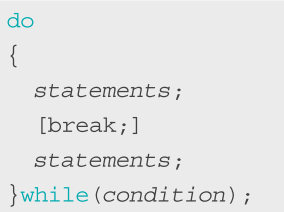 do
{
statements;
[break;]
statements;
}while(condition);